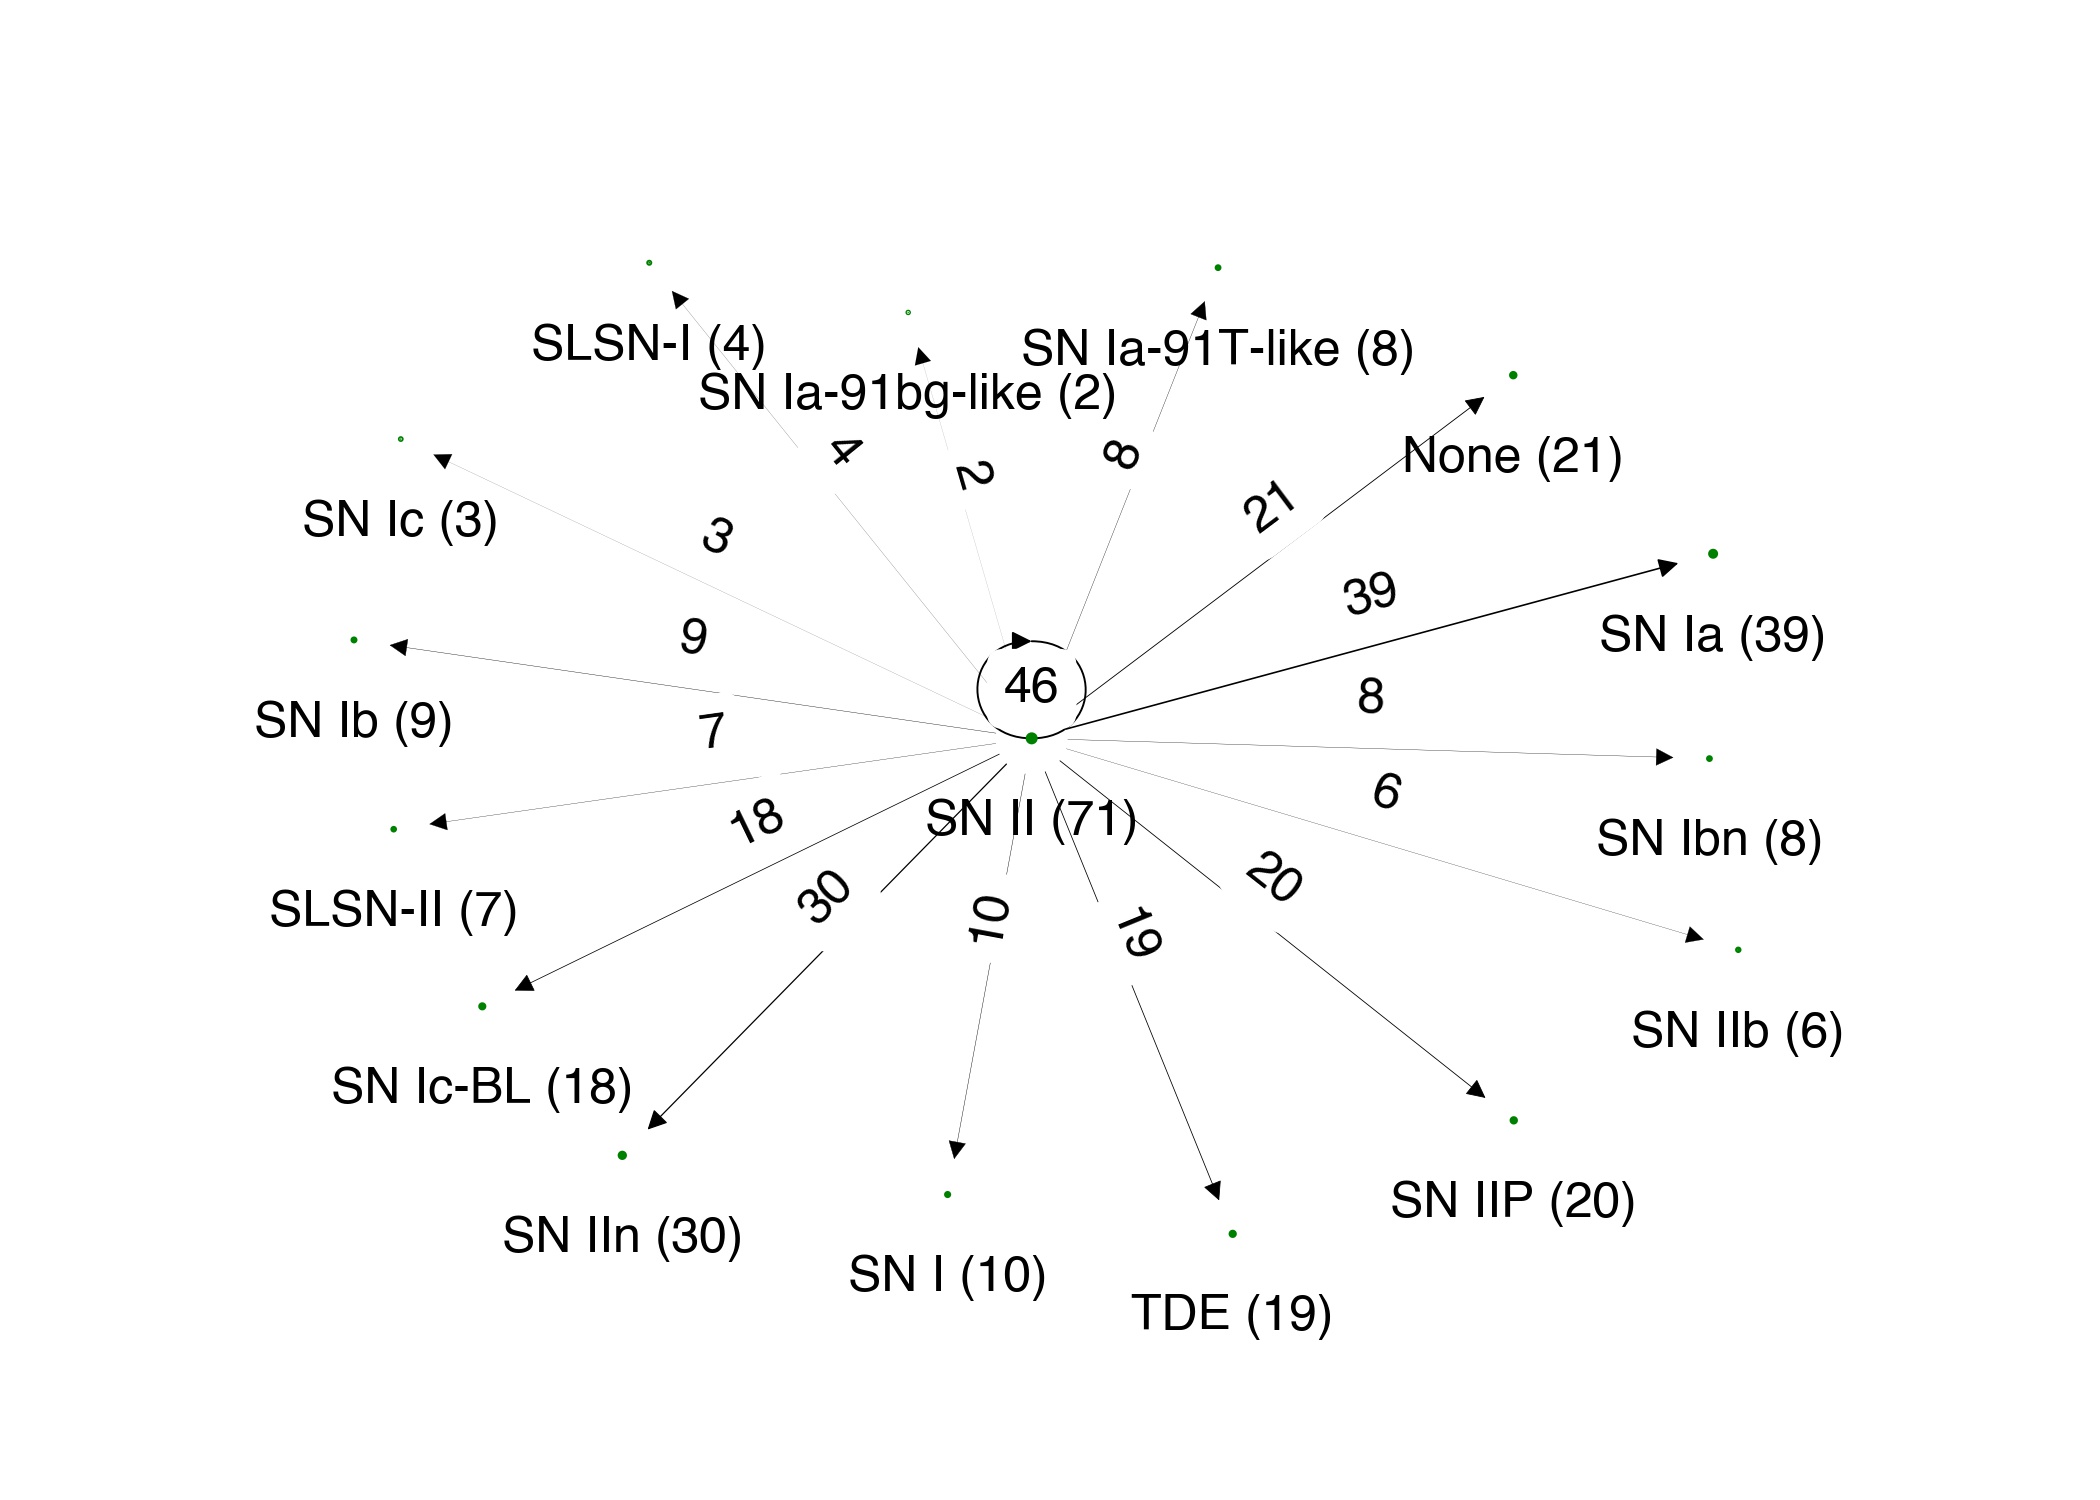 SLSN-I (4)
SN Ia-91T-like (8)
SN Ia-91bg-like (2)
4
2
8
None (21)
21
SN Ic (3)
3
39
SN Ia (39)
9
46
8
SN Ib (9)
7
6
18
SN II (71)
SN Ibn (8)
SLSN-II (7)
30
10
19
20
SN IIb (6)
SN Ic-BL (18)
SN IIn (30)
SN I (10)
TDE (19)
SN IIP (20)